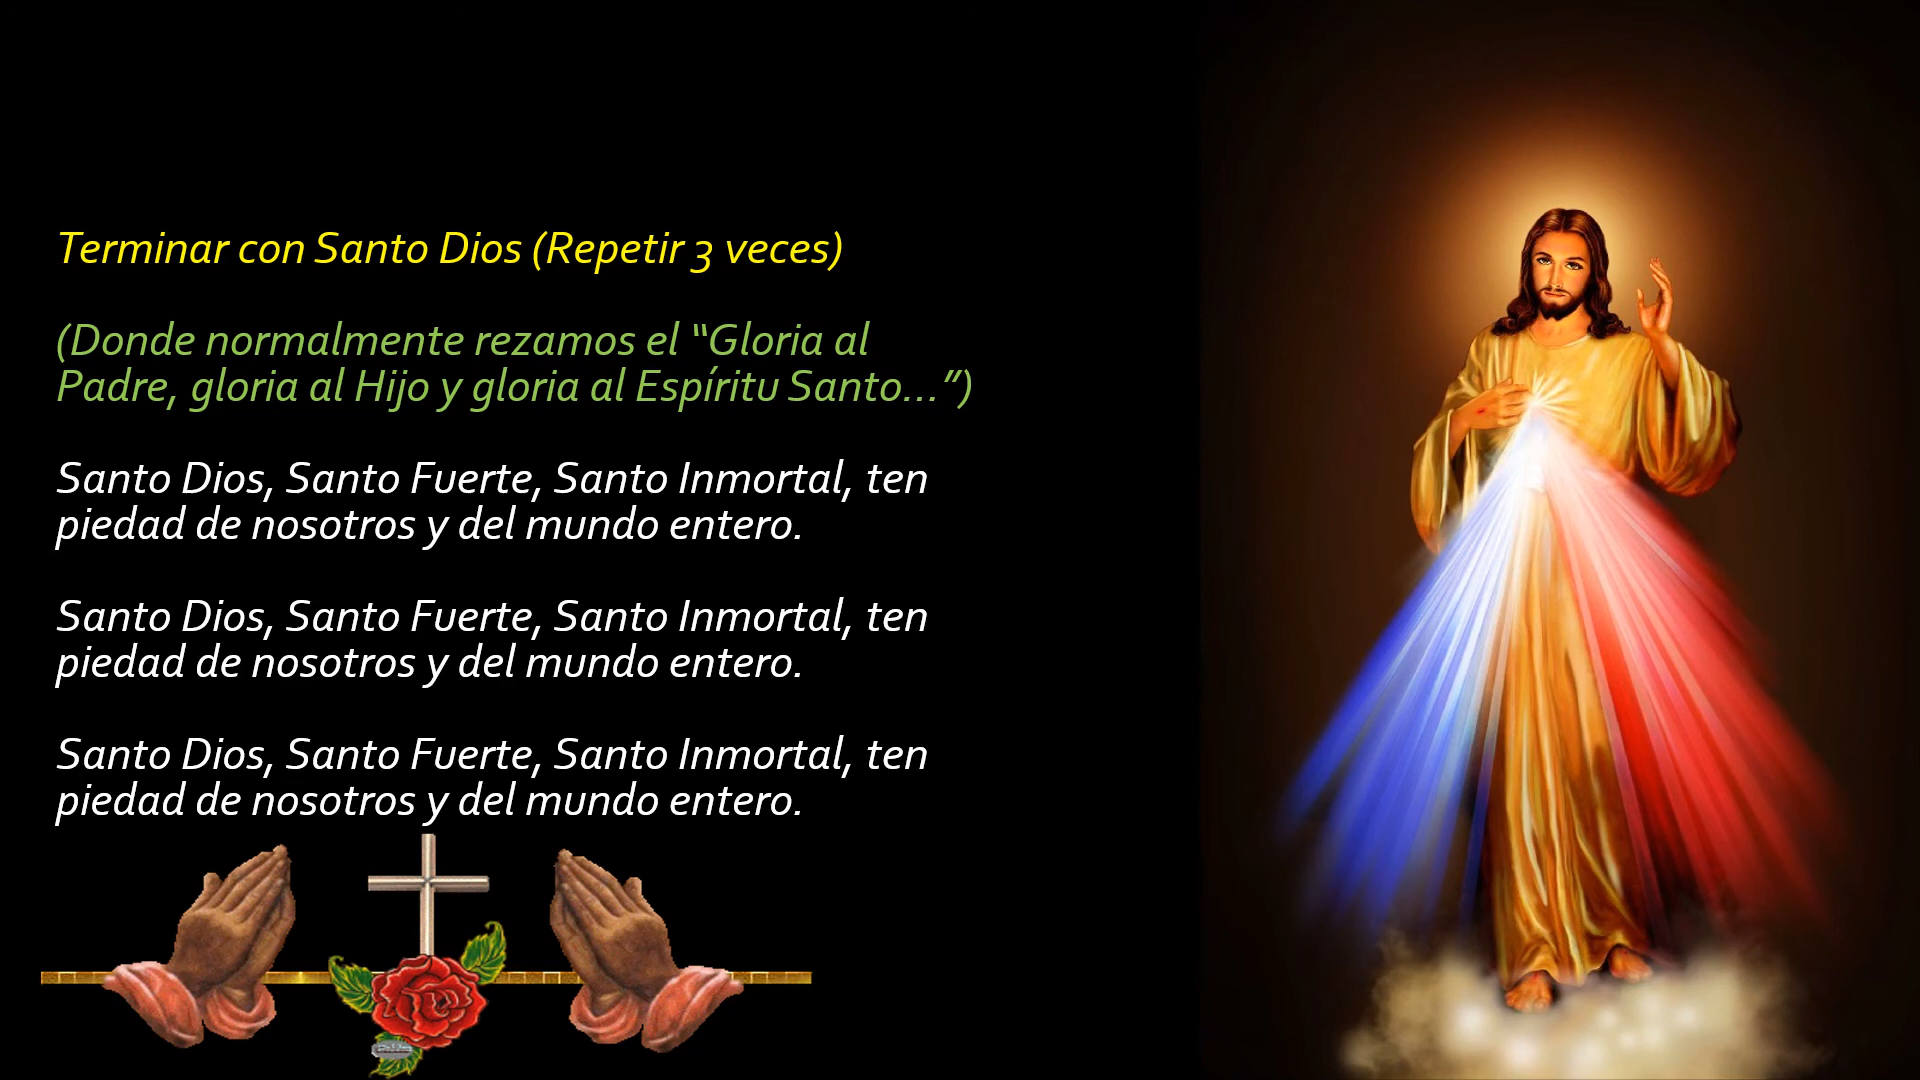 Terminar con Santo Dios (Repetir 3 veces)
(Donde normalmente rezamos el “Gloria al
Padre, gloria al Hijo y gloria al Espíritu Santo...”)
Santo Dios, Santo Fuerte, Santo Inmortal, ten
piedad de nosotros y del mundo entero.
Santo Dios, Santo Fuerte, Santo Inmortal, ten
piedad de nosotros y del mundo entero.
Santo Dios, Santo Fuerte, Santo Inmortal, ten
piedad de nosotros y del mundo entero.